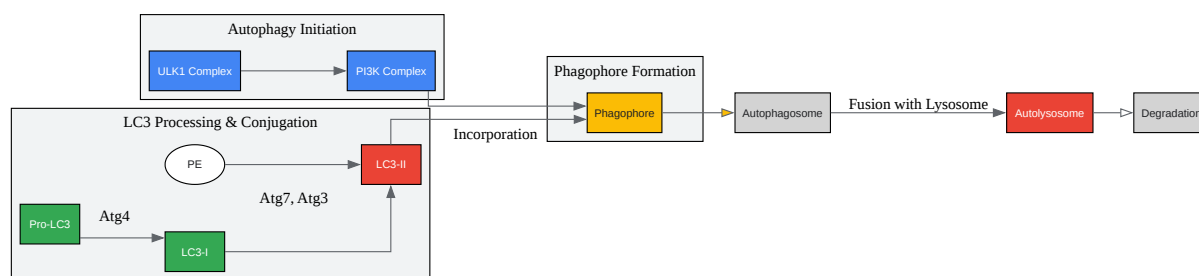 Autophagy Initiation
ULK1 Complex
PI3K Complex
Phagophore Formation
Phagophore
Autophagosome
Fusion with Lysosome
Autolysosome
Degradation
LC3 Processing & Conjugation
Incorporation
PE
LC3-II
Atg7, Atg3
Pro-LC3
Atg4
LC3-I